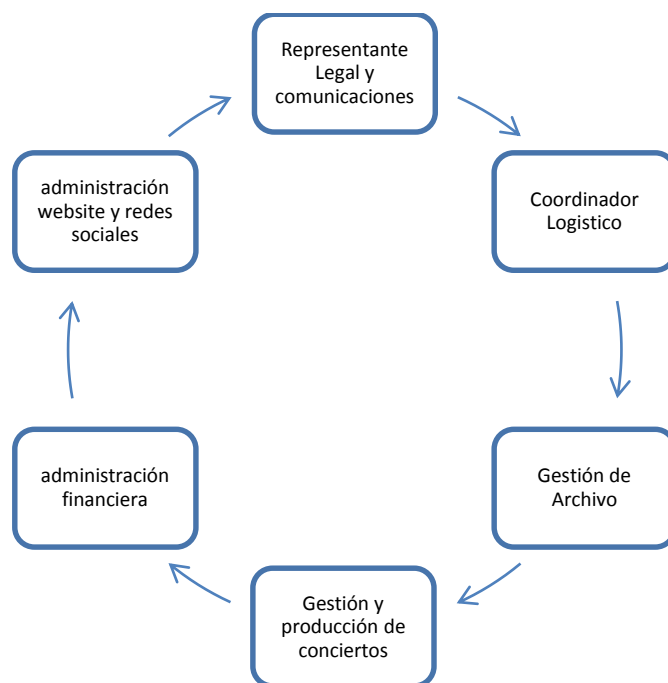 Representante
Legal y
comunicaciones
Coordinador
Logistico
Gestión de
Archivo
Gestión y
producción de
conciertos
administración
financiera
administración
website y redes
sociales